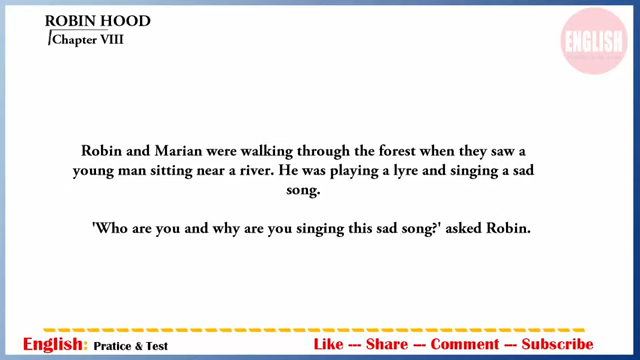 ROBIN HOOD
Chapter VIII
ENGLISH
Robin and Marian were walking through the forest when they saw a
young man sitting near a river. He was playing a lyre and singing a sad
song.
'Who are you and why are you singing this sad song?' asked Robin.
English: Pratice & Test
Like --- Share --- Comment --- Subscribe